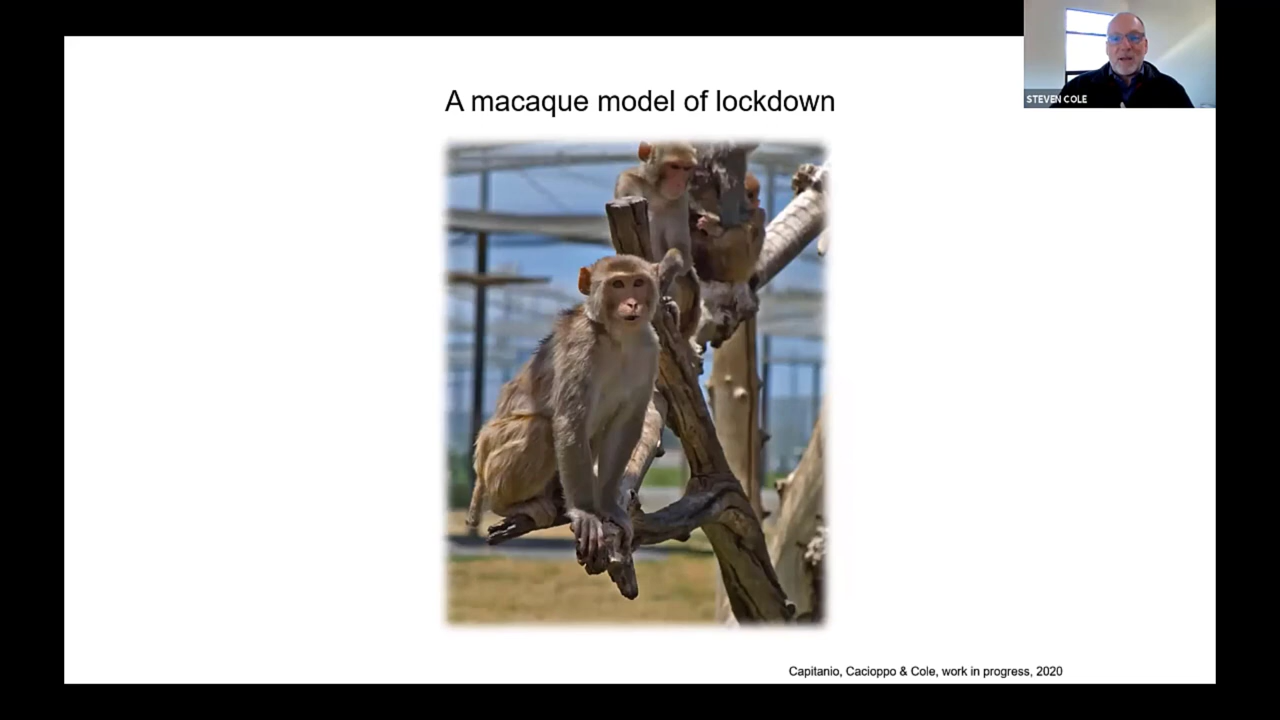 STEVEN COLE
A macaque model of lockdown
Capitanio, Cacioppo & Cole, work in progress, 2020